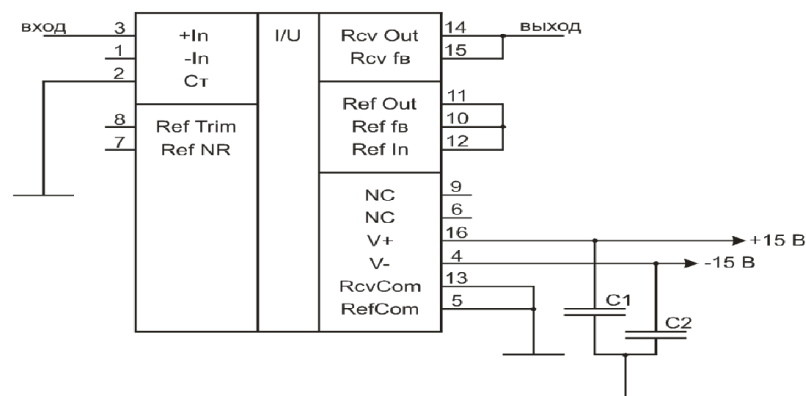 вход 3 +In I/U Rcv Out 14 выход
1 -In Rcv fв 15
2 Ст
Ref Out 11
8 Ref Trim Ref fв 10
7 Ref NR Ref In 12
NC 9
NC 6
V+ 16 +15 В
V- 4 -15 В
RcvCom 13
RefCom 5 C1
C2